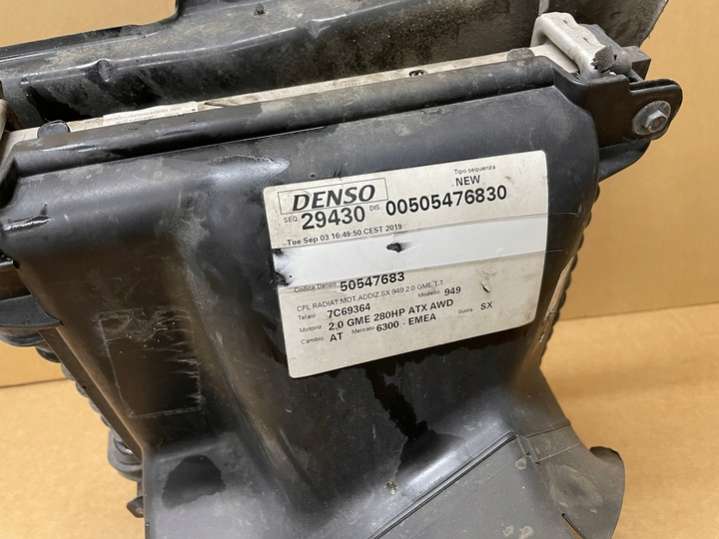 Tipo sequenza
DENSO NEW
SEQ. 29430 DIS. 00505476830
Tue Sep 03 16:49:50 CEST 2019
Codice Denso 50547683
CPL RADIAT.MOT.ADDIZ.SX 949 2.0 GME T.T
Telaio 7C69364 Modello 949
Motore 2.0 GME 280HP ATX AWD Guida SX
Cambio AT Mercato 6300 - EMEA